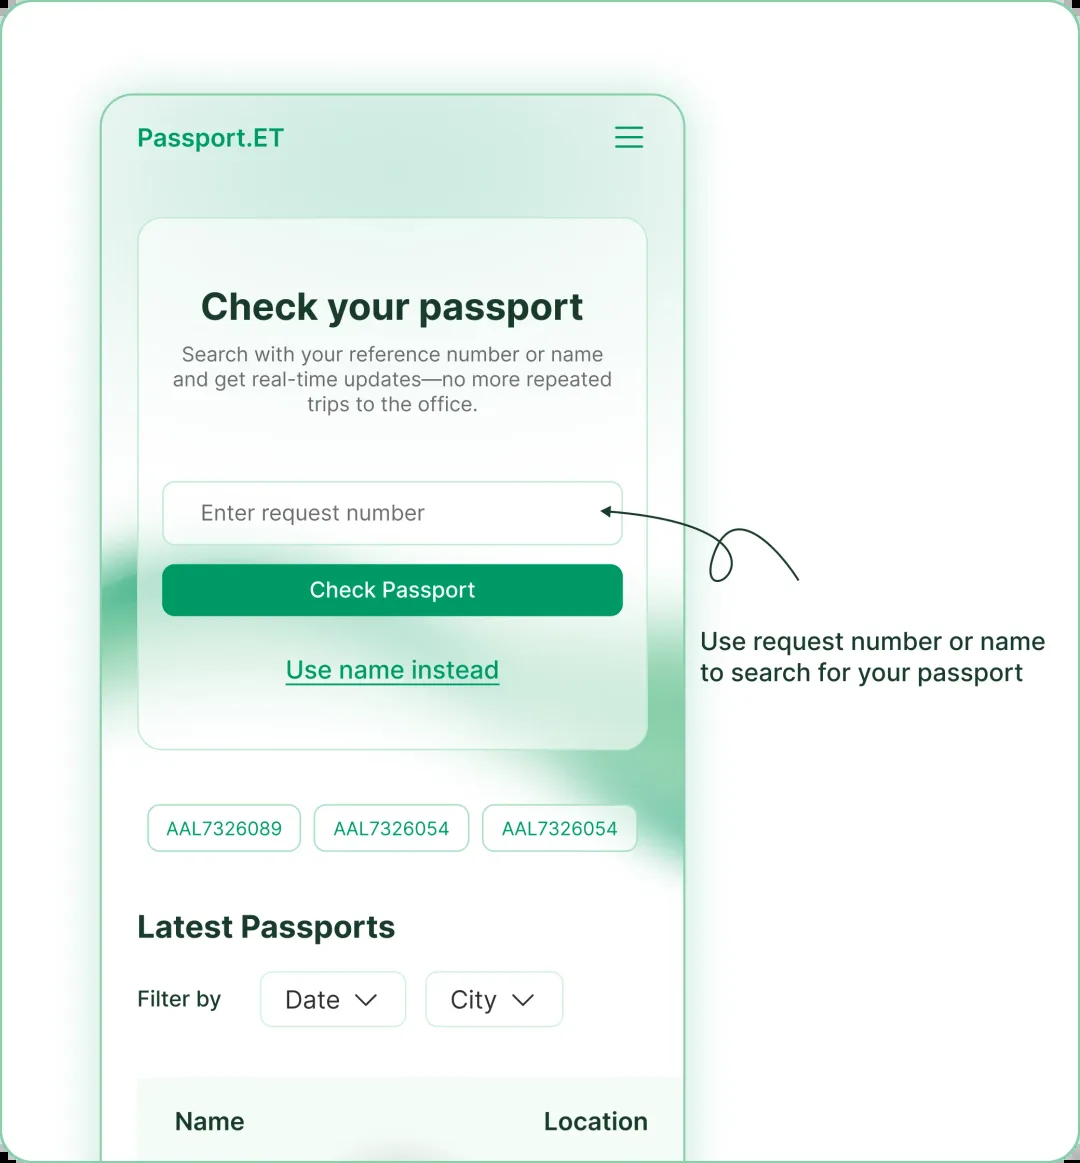 Passport.ET
Check your passport
Search with your reference number or name
and get real-time updates—no more repeated
trips to the office.
Enter request number
Check Passport
Use name instead
Use request number or name
to search for your passport
AAL7326089 AAL7326054 AAL7326054
Latest Passports
Filter by Date City
Name Location